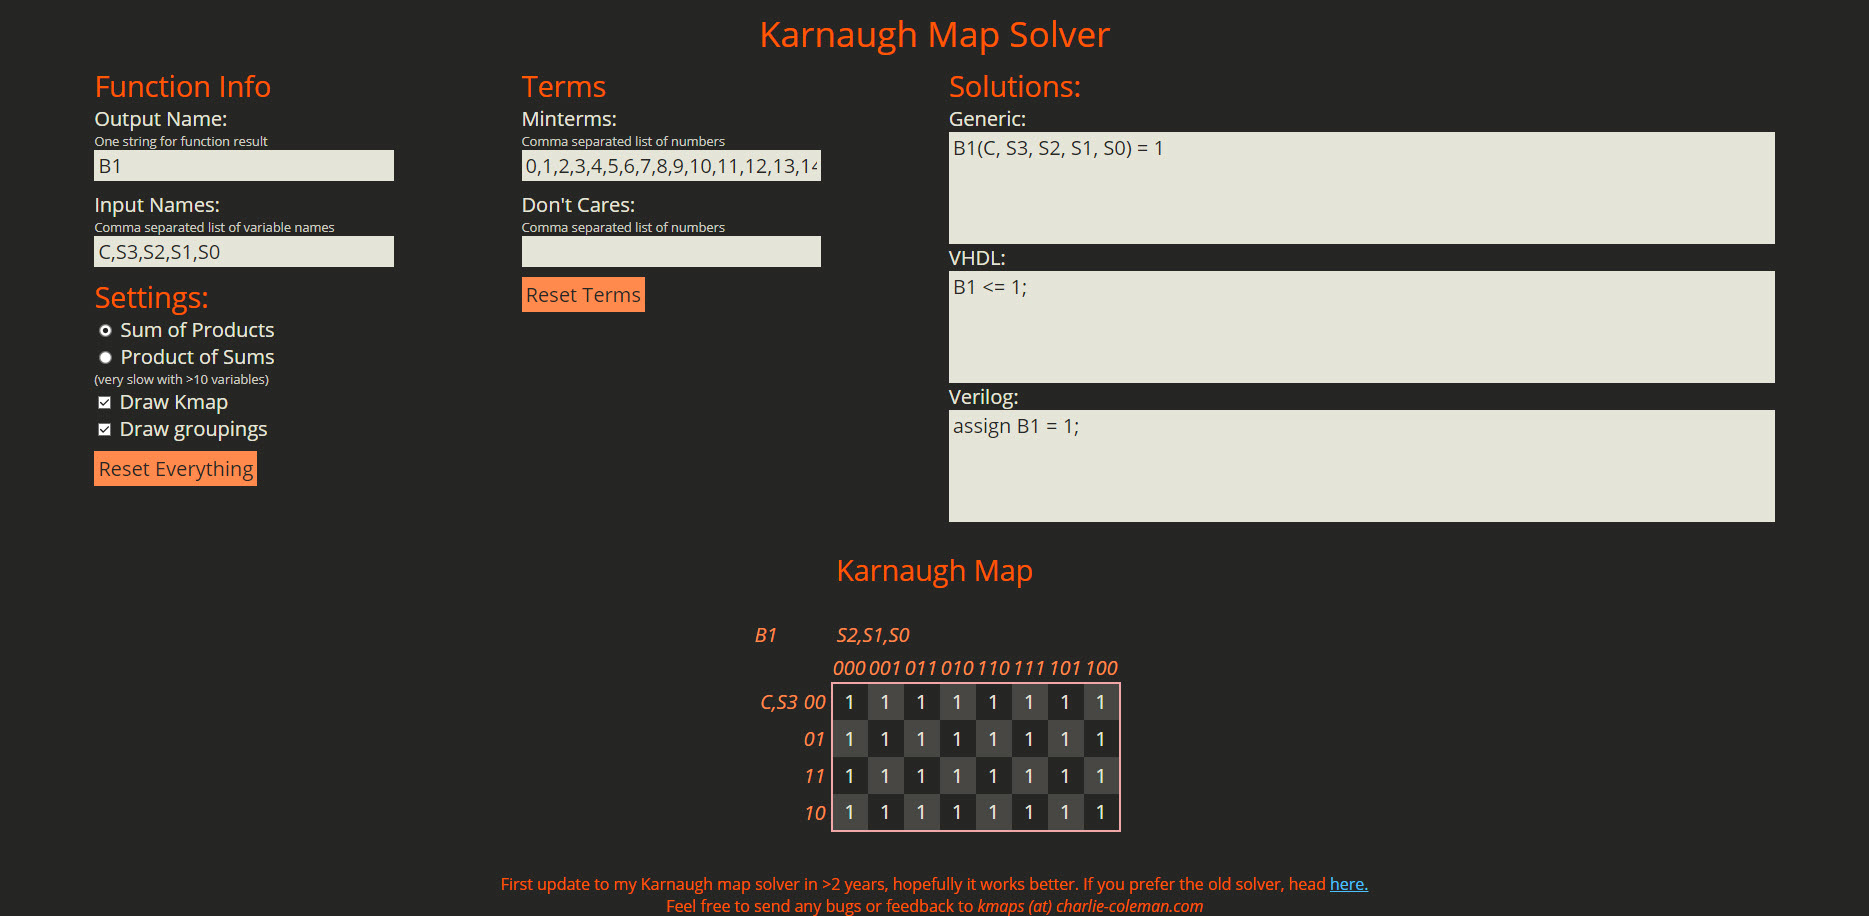 Karnaugh Map Solver
Function Info
Output Name:
One string for function result
B1
Input Names:
Comma separated list of variable names
C,S3,S2,S1,S0
Settings:
Sum of Products
Product of Sums
(very slow with >10 variables)
Draw Kmap
Draw groupings
Reset Everything
Terms
Minterms:
Comma separated list of numbers
0,1,2,3,4,5,6,7,8,9,10,11,12,13,14
Don't Cares:
Comma separated list of numbers
Reset Terms
Solutions:
Generic:
B1(C, S3, S2, S1, S0) = 1
VHDL:
B1 <= 1;
Verilog:
assign B1 = 1;
Karnaugh Map
B1 S2,S1,S0
000 001 011 010 110 111 101 100
C,S3 00 1 1 1 1 1 1 1 1
01 1 1 1 1 1 1 1 1
11 1 1 1 1 1 1 1 1
10 1 1 1 1 1 1 1 1
First update to my Karnaugh map solver in >2 years, hopefully it works better. If you prefer the old solver, head here.
Feel free to send any bugs or feedback to kmaps (at) charlie-coleman.com